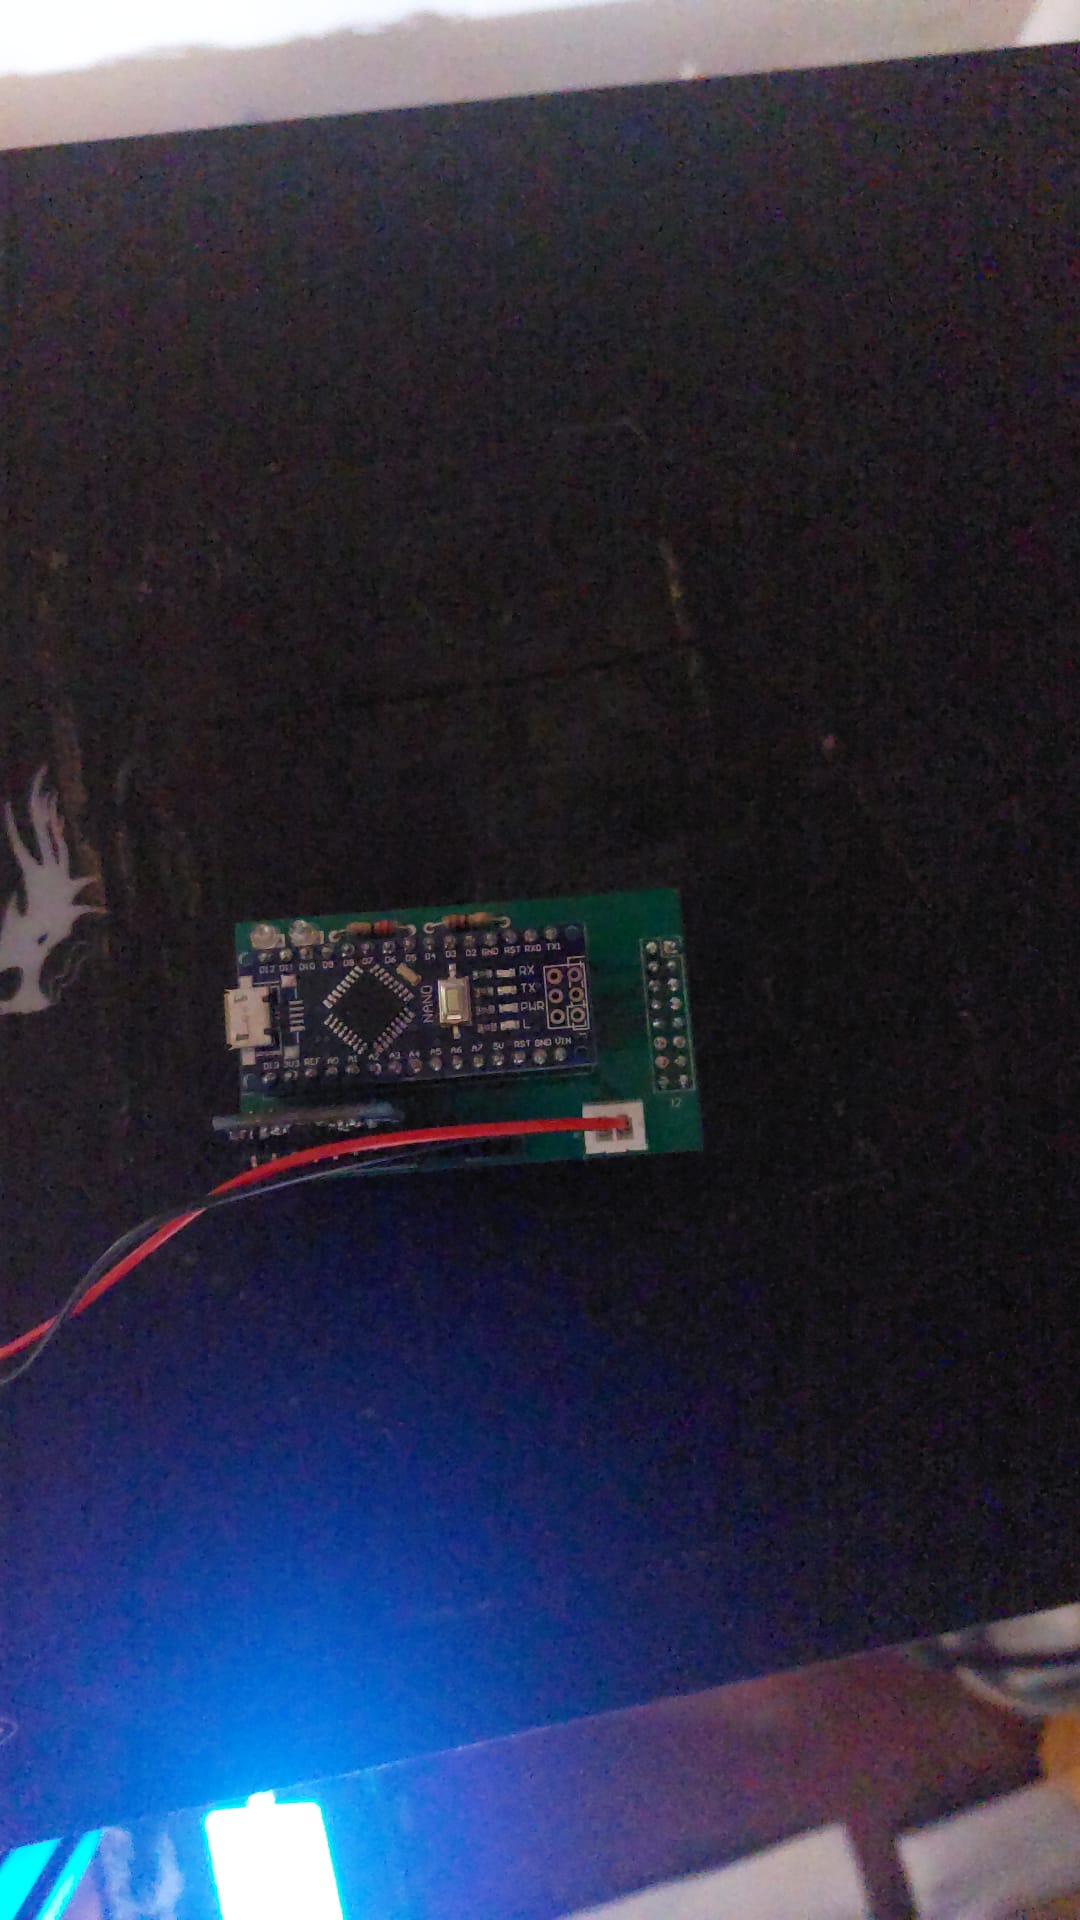 D12 D11 D10 D9 D8 D7 D6 D5 D4 D3 D2 GND RST RX0 TX1
NANO
RX
TX
PWR
L
D13 3V3 REF A0 A1 A2 A3 A4 A5 A6 A7 5V RST GND VIN
J2